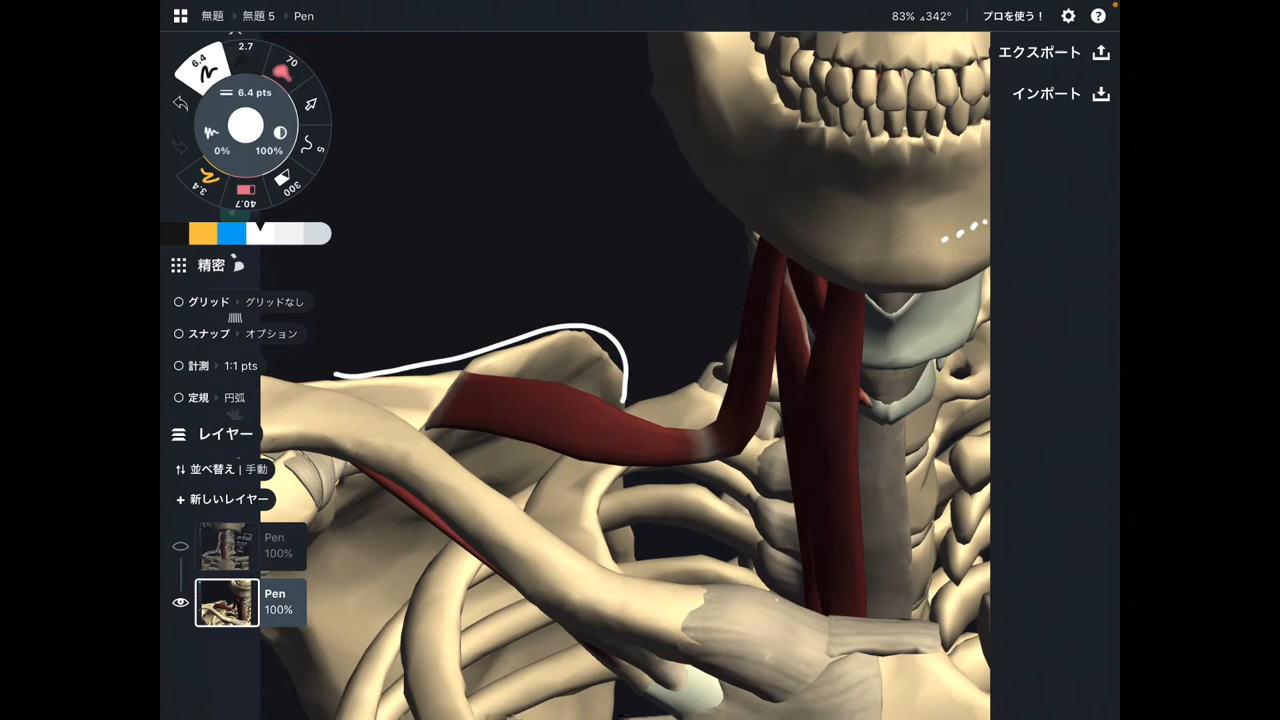 無題 › 無題 5 › Pen
83% ⦟342° プロを使う! ?
エクスポート
インポート
2.7
6.4
70
6.4 pts
0% 100%
5
3.4
40.7
300
精密
グリッド › グリッドなし
スナップ › オプション
計測 › 1:1 pts
定規 › 円弧
レイヤー
並べ替え | 手動
+ 新しいレイヤー
Pen
100%
Pen
100%